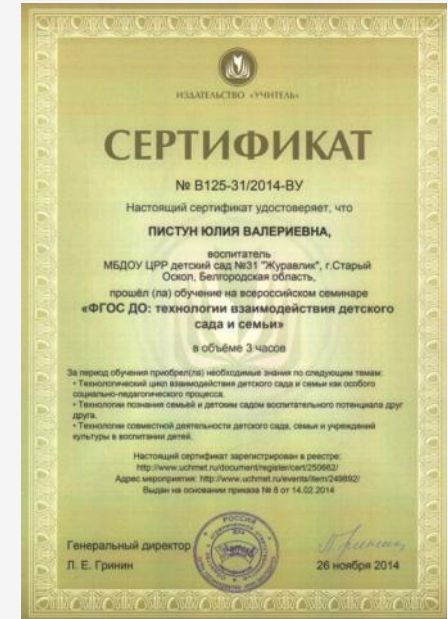 ИЗДАТЕЛЬСТВО «УЧИТЕЛЬ»
СЕРТИФИКАТ
№ В125-31/2014-ВУ
Настоящий сертификат удостоверяет, что
ПИСТУН ЮЛИЯ ВАЛЕРИЕВНА,
воспитатель
МБДОУ ЦРР детский сад №31 "Журавлик", г.Старый
Оскол, Белгородская область,
прошёл (ла) обучение на всероссийском семинаре
«ФГОС ДО: технологии взаимодействия детского
сада и семьи»
в объёме 3 часов
За период обучения приобрел(ла) необходимые знания по следующим темам:
• Технологический цикл взаимодействия детского сада и семьи как особого
социально-педагогического процесса.
• Технологии познания семьёй и детским садом воспитательного потенциала друг
друга.
• Технологии совместной деятельности детского сада, семьи и учреждений
культуры в воспитании детей.
Настоящий сертификат зарегистрирован в реестре:
http://www.uchmet.ru/document/register/cert/250662/
Адрес мероприятия: http://www.uchmet.ru/events/item/249892/
Выдан на основании приказа № 6 от 14.02.2014
Генеральный директор
Л. Е. Гринин
26 ноября 2014